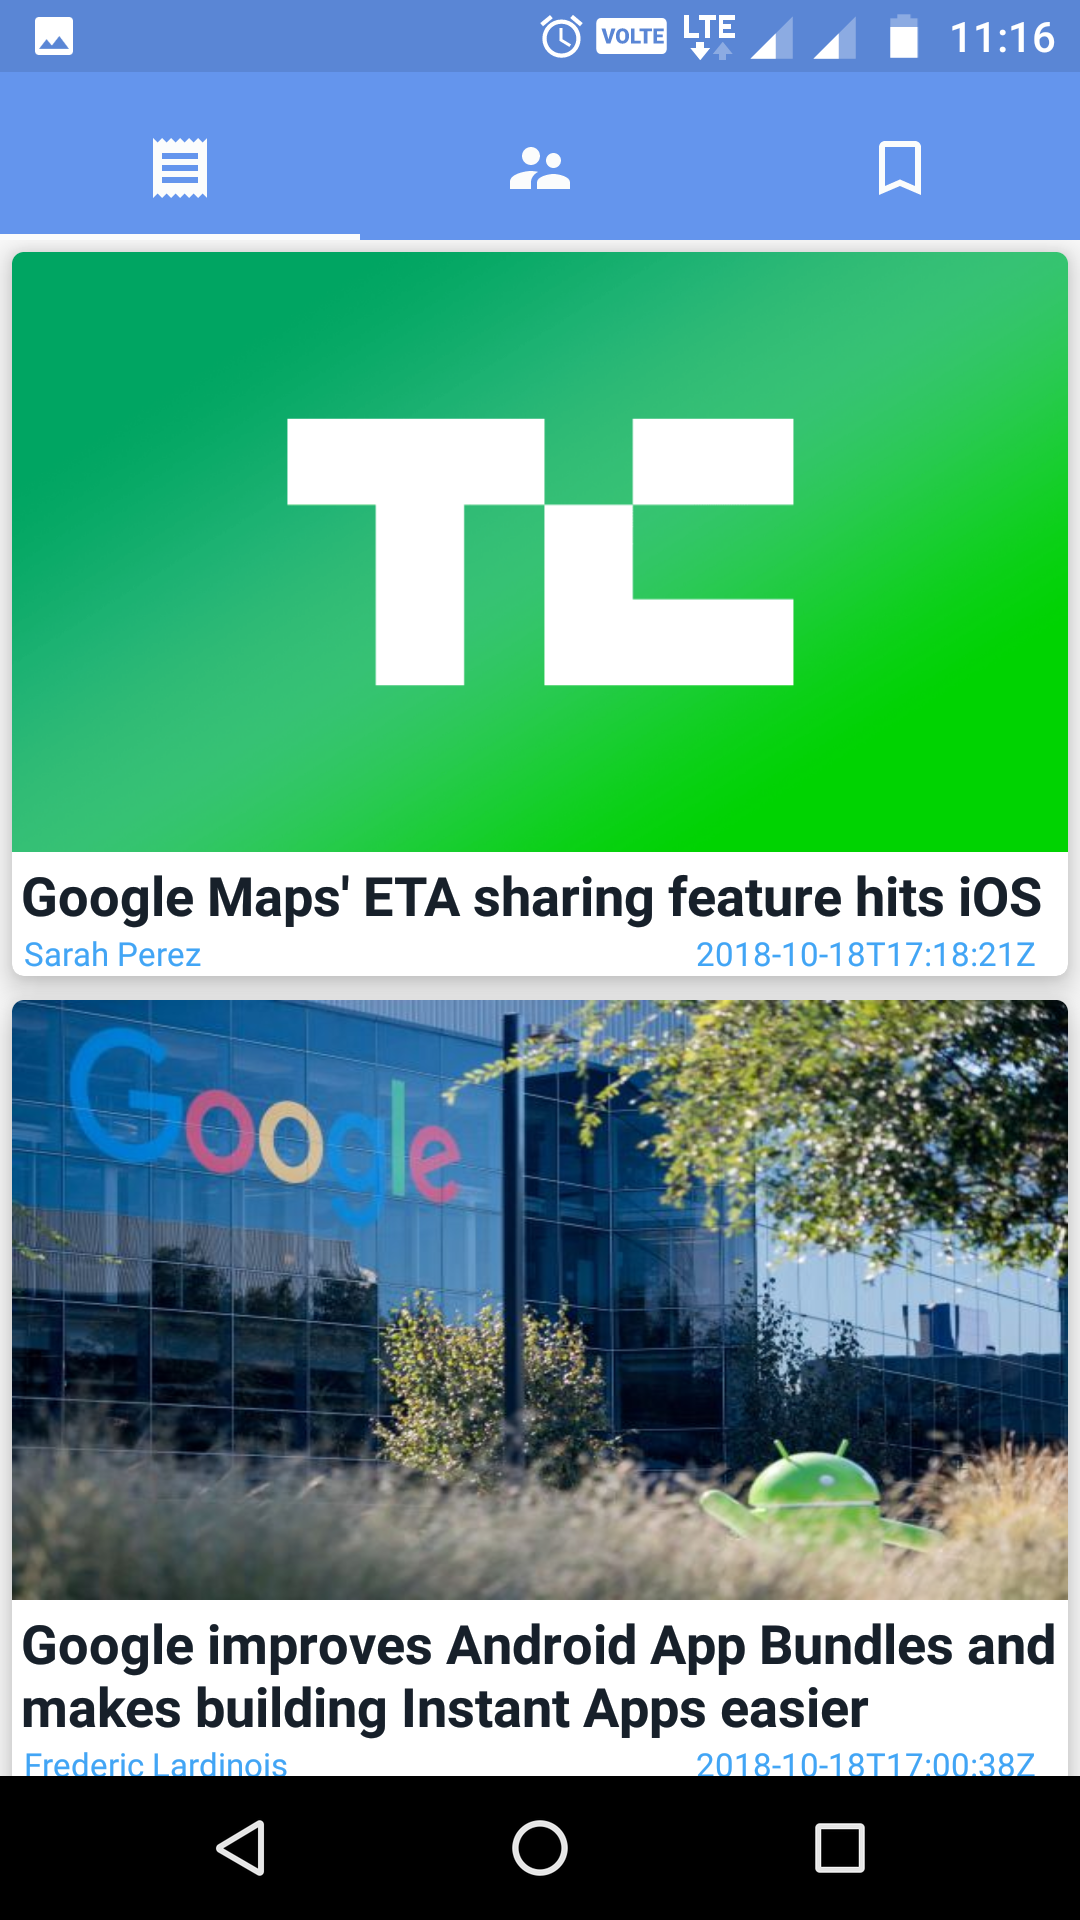 VOLTE LTE 11:16
TC
Google Maps' ETA sharing feature hits iOS
Sarah Perez 2018-10-18T17:18:21Z
Google
Google improves Android App Bundles and
makes building Instant Apps easier
Frederic Lardinois 2018-10-18T17:00:38Z